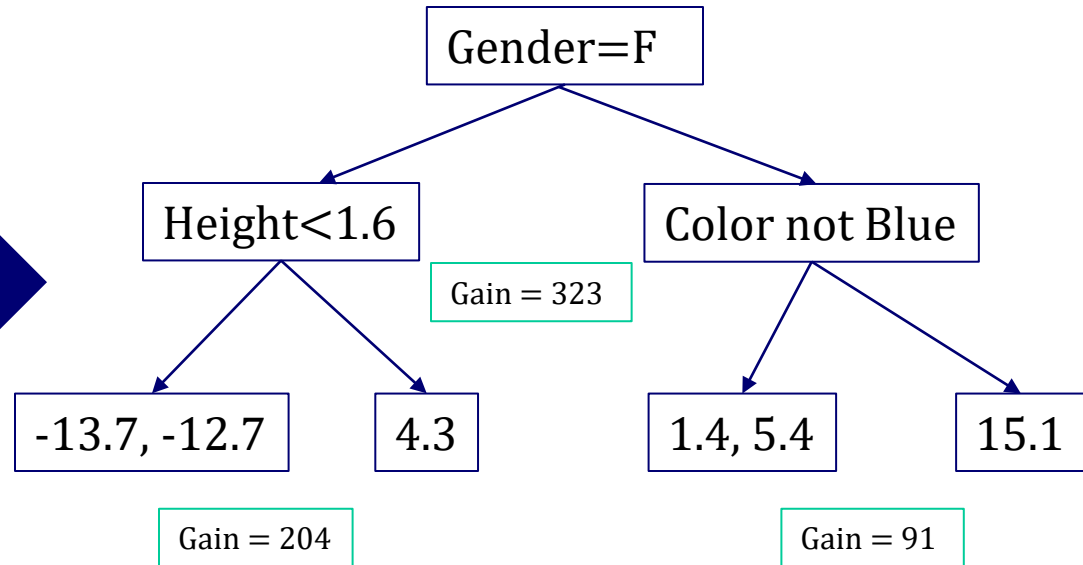 Gender=F
Height<1.6
Color not Blue
Gain = 323
-13.7, -12.7
4.3
1.4, 5.4
15.1
Gain = 204
Gain = 91